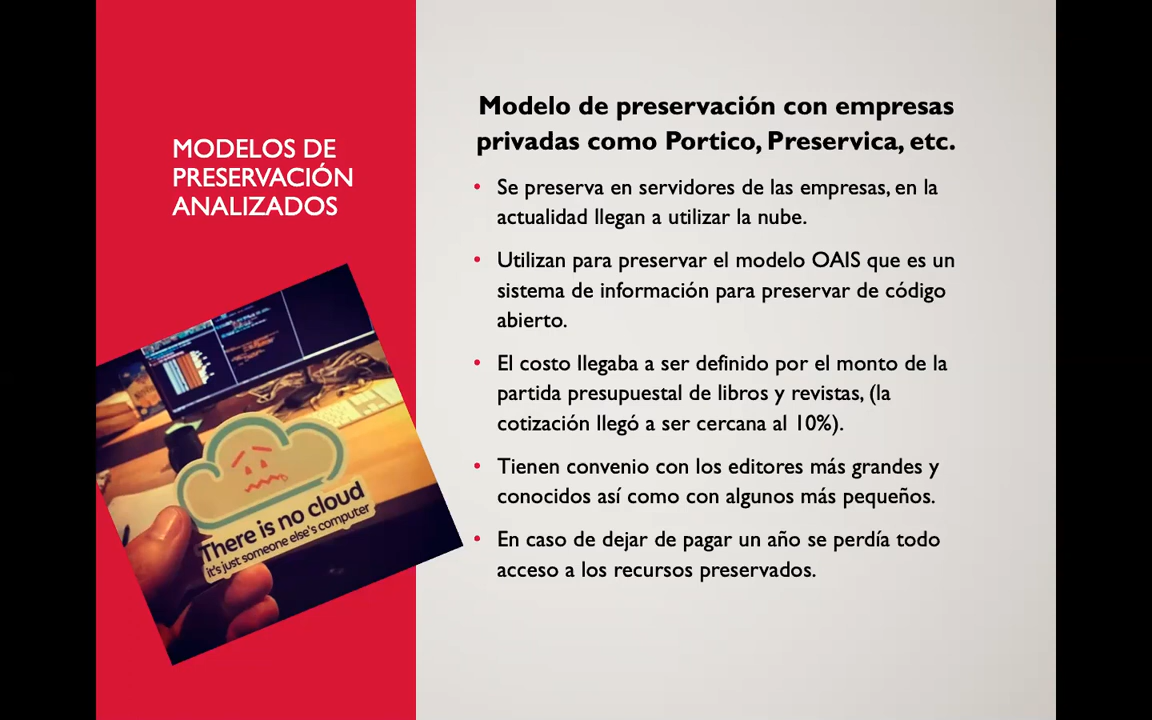 MODELOS DE
PRESERVACIÓN
ANALIZADOS
There is no cloud
it's just someone else's computer
Modelo de preservación con empresas
privadas como Portico, Preservica, etc.
• Se preserva en servidores de las empresas, en la
actualidad llegan a utilizar la nube.
• Utilizan para preservar el modelo OAIS que es un
sistema de información para preservar de código
abierto.
• El costo llegaba a ser definido por el monto de la
partida presupuestal de libros y revistas, (la
cotización llegó a ser cercana al 10%).
• Tienen convenio con los editores más grandes y
conocidos así como con algunos más pequeños.
• En caso de dejar de pagar un año se perdía todo
acceso a los recursos preservados.